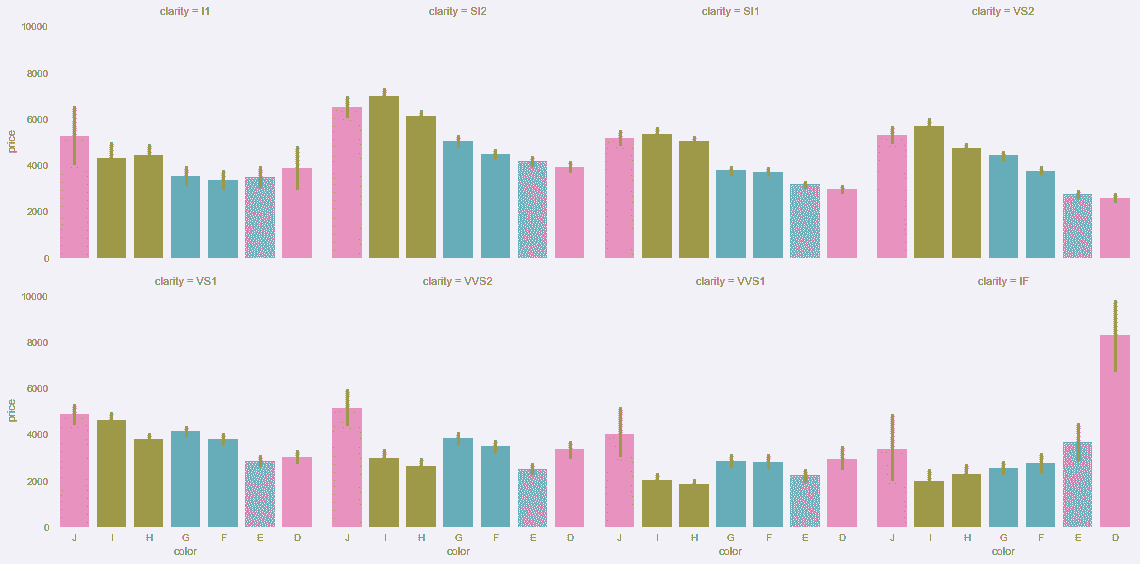 clarity = I1
clarity = SI2
clarity = SI1
clarity = VS2
10000
8000
6000
4000
2000
0
price
clarity = VS1
clarity = VVS2
clarity = VVS1
clarity = IF
10000
8000
6000
4000
2000
0
price
J I H G F E D
J I H G F E D
J I H G F E D
J I H G F E D
color
color
color
color